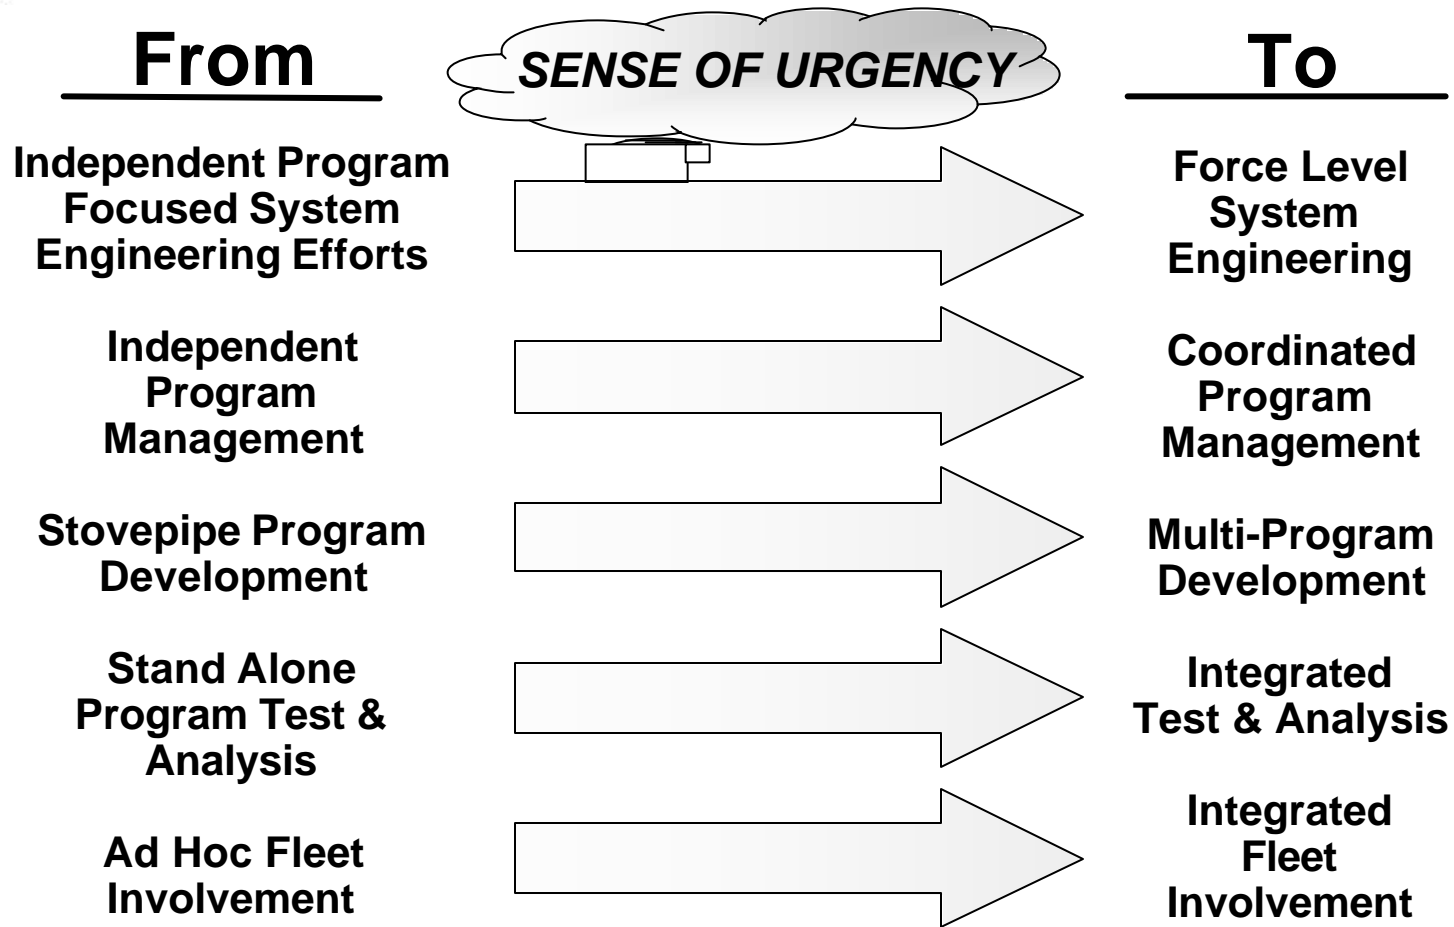 From
SENSE OF URGENCY
To
Independent Program
Focused System
Engineering Efforts
Force Level
System
Engineering
Independent
Program
Management
Coordinated
Program
Management
Stovepipe Program
Development
Multi-Program
Development
Stand Alone
Program Test &
Analysis
Integrated
Test & Analysis
Ad Hoc Fleet
Involvement
Integrated
Fleet
Involvement